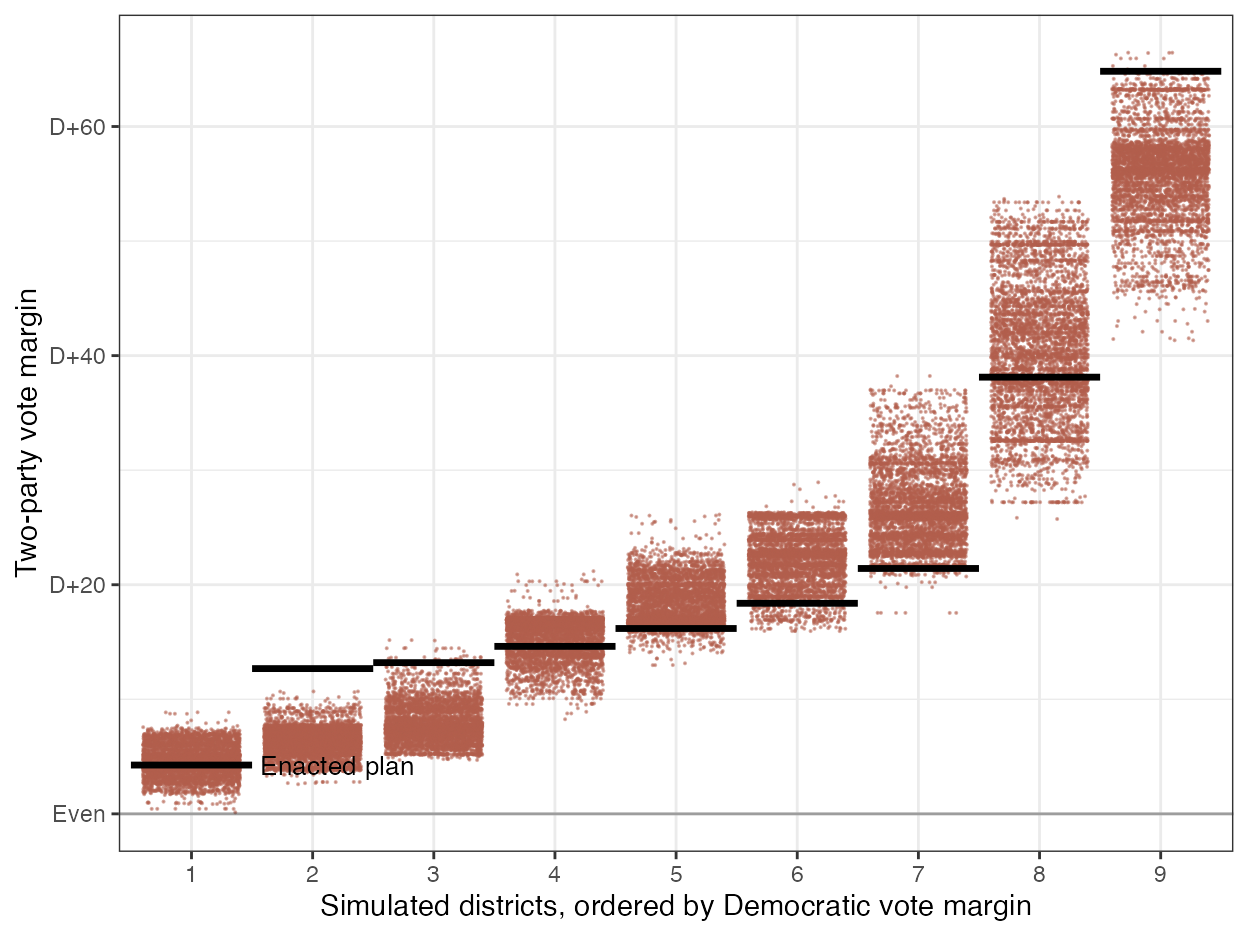 Two-party vote margin
D+60
D+40
D+20
Even
Enacted plan
1 2 3 4 5 6 7 8 9
Simulated districts, ordered by Democratic vote margin